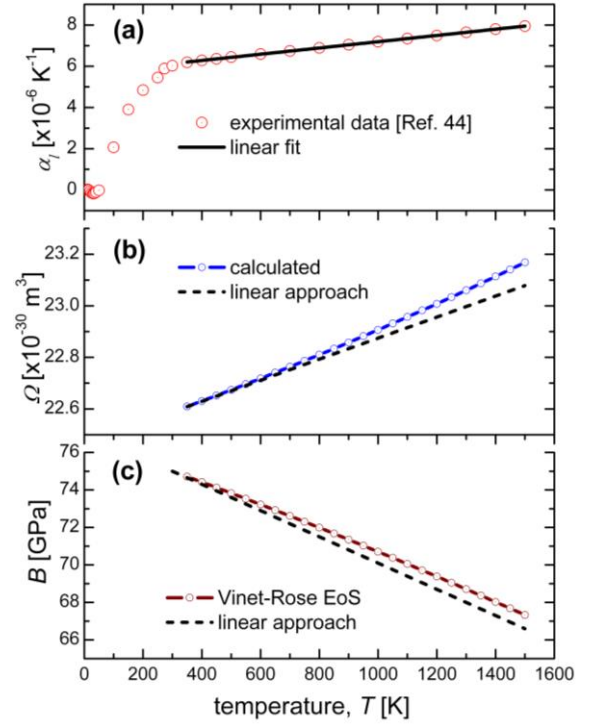 (a)
8
6
4
2
0
αl [x10-6 K-1]
experimental data [Ref. 44]
linear fit
(b)
23.2
23.0
22.8
22.6
Ω [x10-30 m3]
calculated
linear approach
(c)
76
74
72
70
68
66
B [GPa]
Vinet-Rose EoS
linear approach
0 200 400 600 800 1000 1200 1400 1600
temperature, T [K]